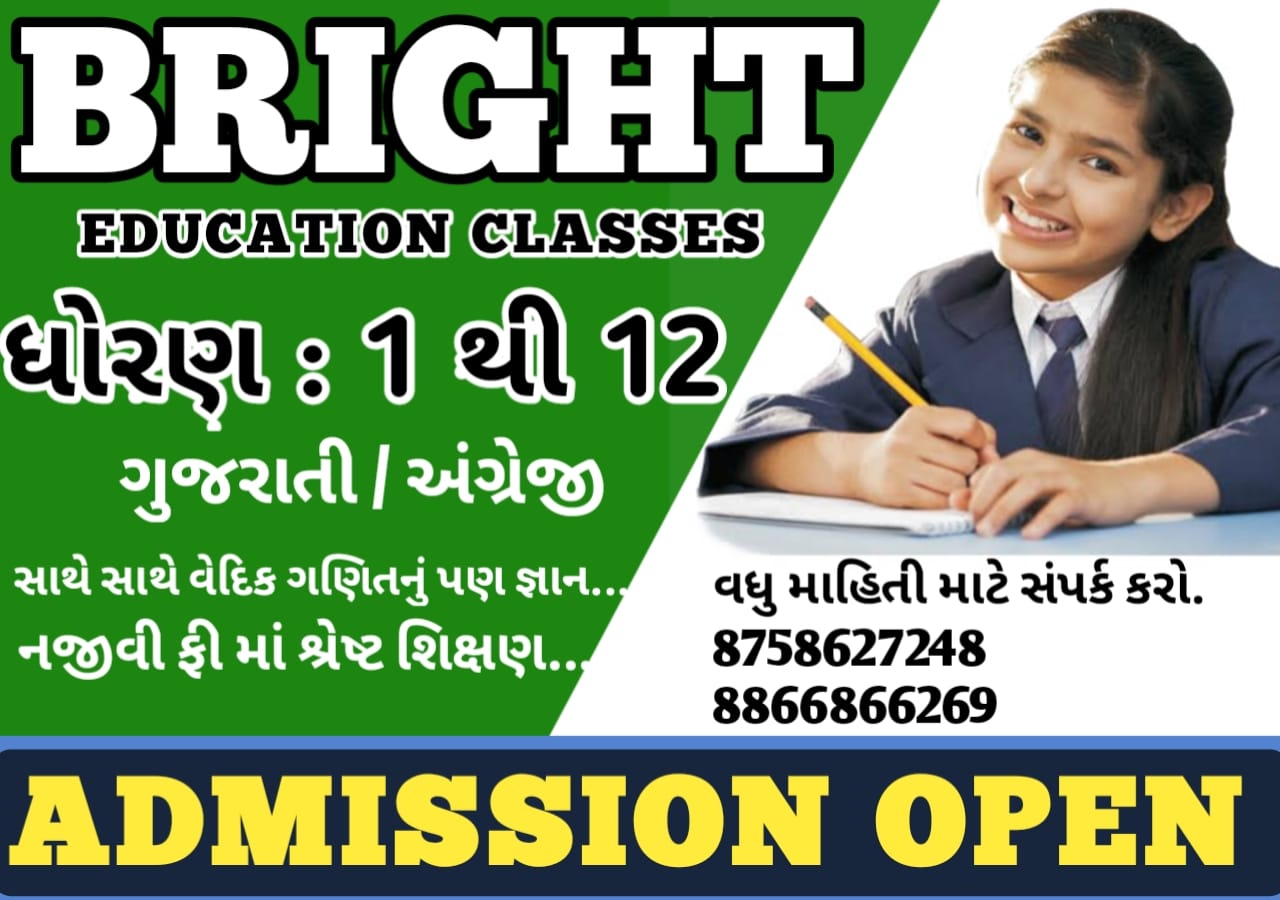 BRIGHT
EDUCATION CLASSES
ધોરણ : 1 થી 12
ગુજરાતી / અંગ્રેજી
સાથે સાથે વેદિક ગણિતનું પણ જ્ઞાન...
નજીવી ફી માં શ્રેષ્ટ શિક્ષણ...
વધુ માહિતી માટે સંપર્ક કરો.
8758627248
8866866269
ADMISSION OPEN